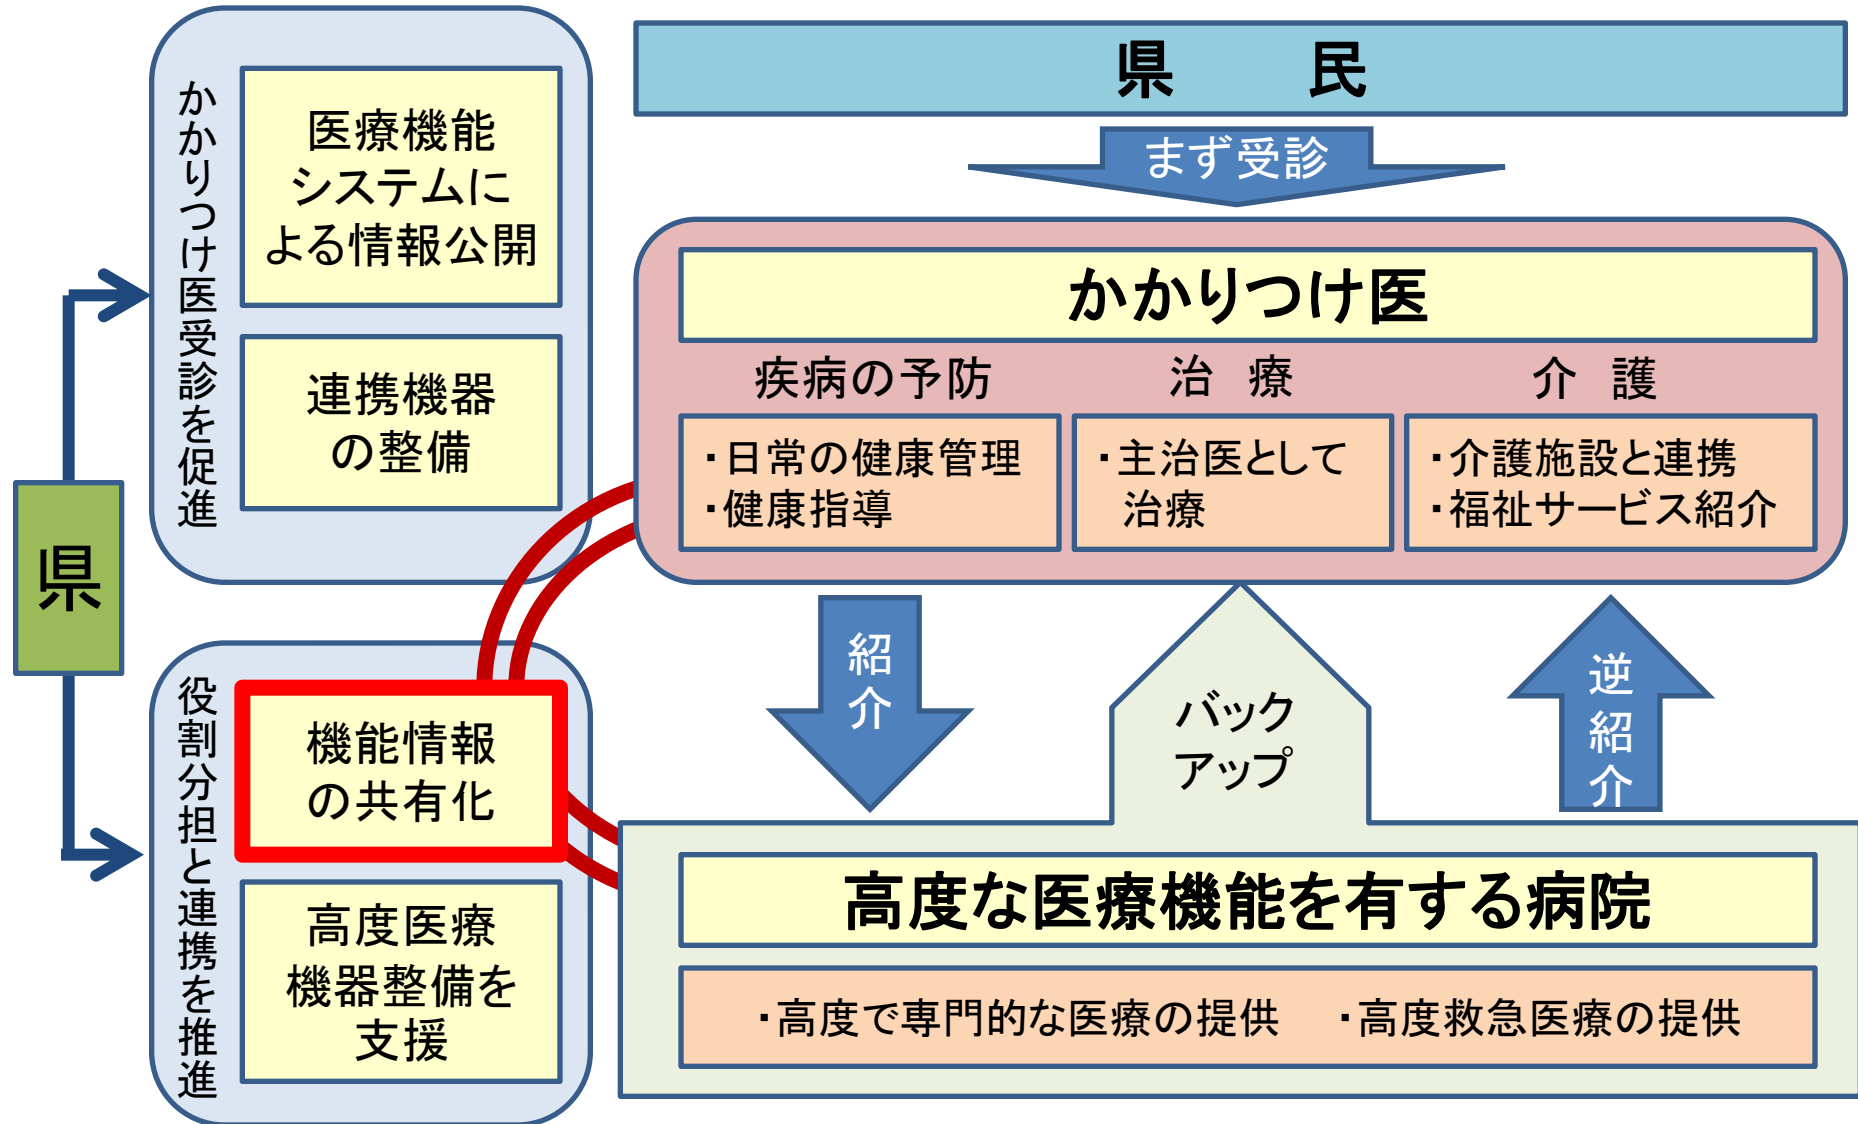 県
かかりつけ医受診を促進
医療機能
システムに
よる情報公開
連携機器
の整備
役割分担と連携を推進
機能情報
の共有化
高度医療
機器整備を
支援
県　民
まず受診
かかりつけ医
疾病の予防
・日常の健康管理
・健康指導
治　療
・主治医として
治療
介　護
・介護施設と連携
・福祉サービス紹介
紹介
バック
アップ
逆紹介
高度な医療機能を有する病院
・高度で専門的な医療の提供　・高度救急医療の提供